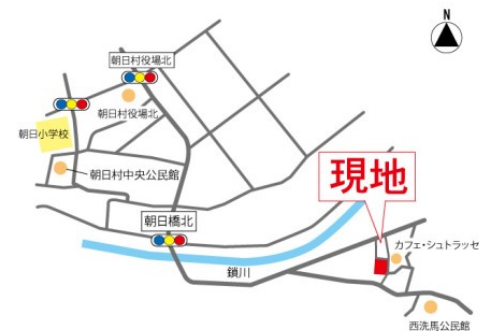 N
朝日村役場北
朝日村役場北
朝日小学校
朝日村中央公民館
現地
朝日橋北
カフェ・シュトラッセ
鎖川
西洗馬公民館